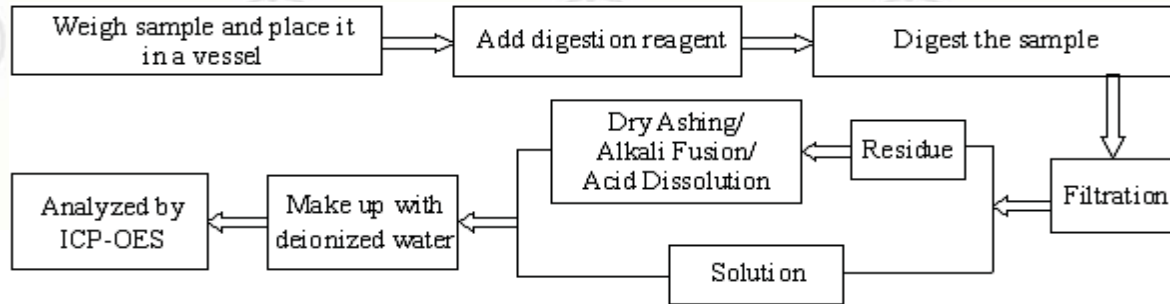 Weigh sample and place it
in a vessel
Add digestion reagent
Digest the sample
Filtration
Residue
Dry Ashing/
Alkali Fusion/
Acid Dissolution
Solution
Make up with
deionized water
Analyzed by
ICP-OES